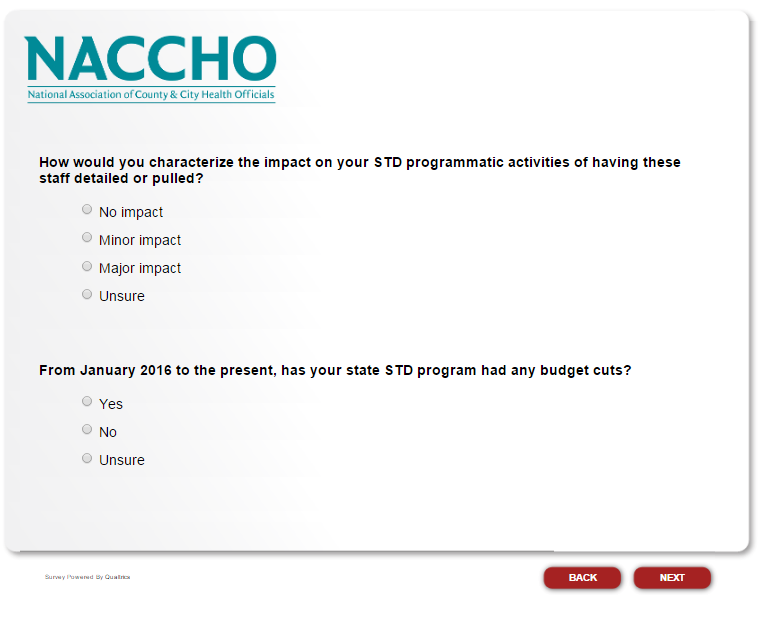 NACCHO
National Association of County & City Health Officials
How would you characterize the impact on your STD programmatic activities of having these
staff detailed or pulled?
No impact
Minor impact
Major impact
Unsure
From January 2016 to the present, has your state STD program had any budget cuts?
Yes
No
Unsure
Survey Powered By Qualtrics
BACK
NEXT